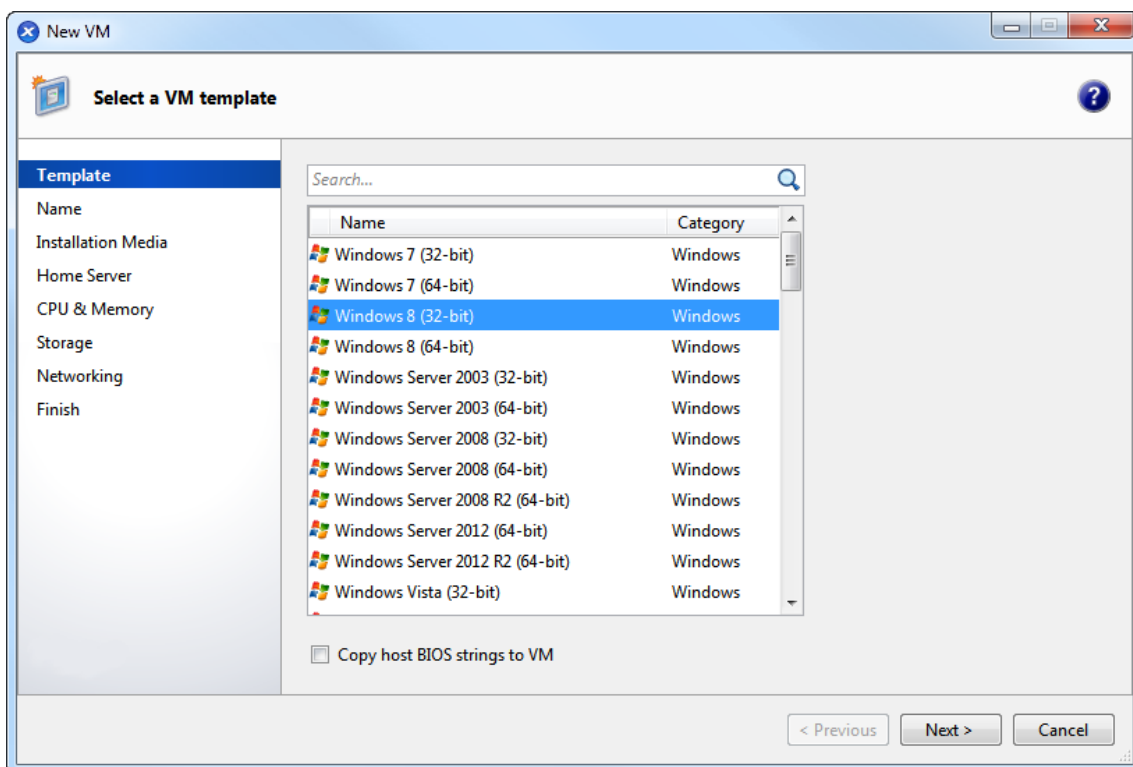 New VM
Select a VM template
?
Template
Name
Installation Media
Home Server
CPU & Memory
Storage
Networking
Finish
Search...
Name Category
Windows 7 (32-bit) Windows
Windows 7 (64-bit) Windows
Windows 8 (32-bit) Windows
Windows 8 (64-bit) Windows
Windows Server 2003 (32-bit) Windows
Windows Server 2003 (64-bit) Windows
Windows Server 2008 (32-bit) Windows
Windows Server 2008 (64-bit) Windows
Windows Server 2008 R2 (64-bit) Windows
Windows Server 2012 (64-bit) Windows
Windows Server 2012 R2 (64-bit) Windows
Windows Vista (32-bit) Windows
Copy host BIOS strings to VM
< Previous Next > Cancel